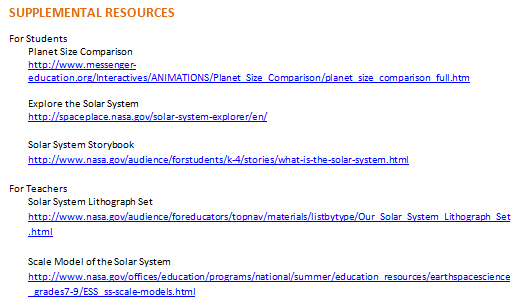 SUPPLEMENTAL RESOURCES
For Students
Planet Size Comparison
http://www.messenger-
education.org/Interactives/ANIMATIONS/Planet_Size_Comparison/planet_size_comparison_full.htm
Explore the Solar System
http://spaceplace.nasa.gov/solar-system-explorer/en/
Solar System Storybook
http://www.nasa.gov/audience/forstudents/k-4/stories/what-is-the-solar-system.html
For Teachers
Solar System Lithograph Set
http://www.nasa.gov/audience/foreducators/topnav/materials/listbytype/Our_Solar_System_Lithograph_Set
.html
Scale Model of the Solar System
http://www.nasa.gov/offices/education/programs/national/summer/education_resources/earthspacescience
_grades7-9/ESS_ss-scale-models.html